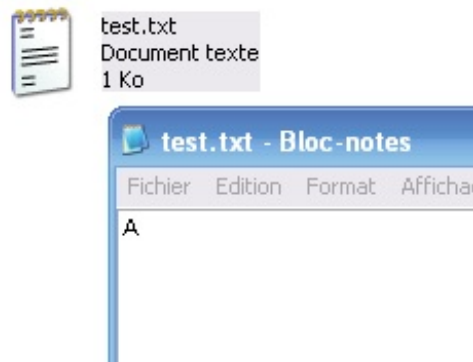 test.txt
Document texte
1 Ko
test.txt - Bloc-notes
Fichier Edition Format
A